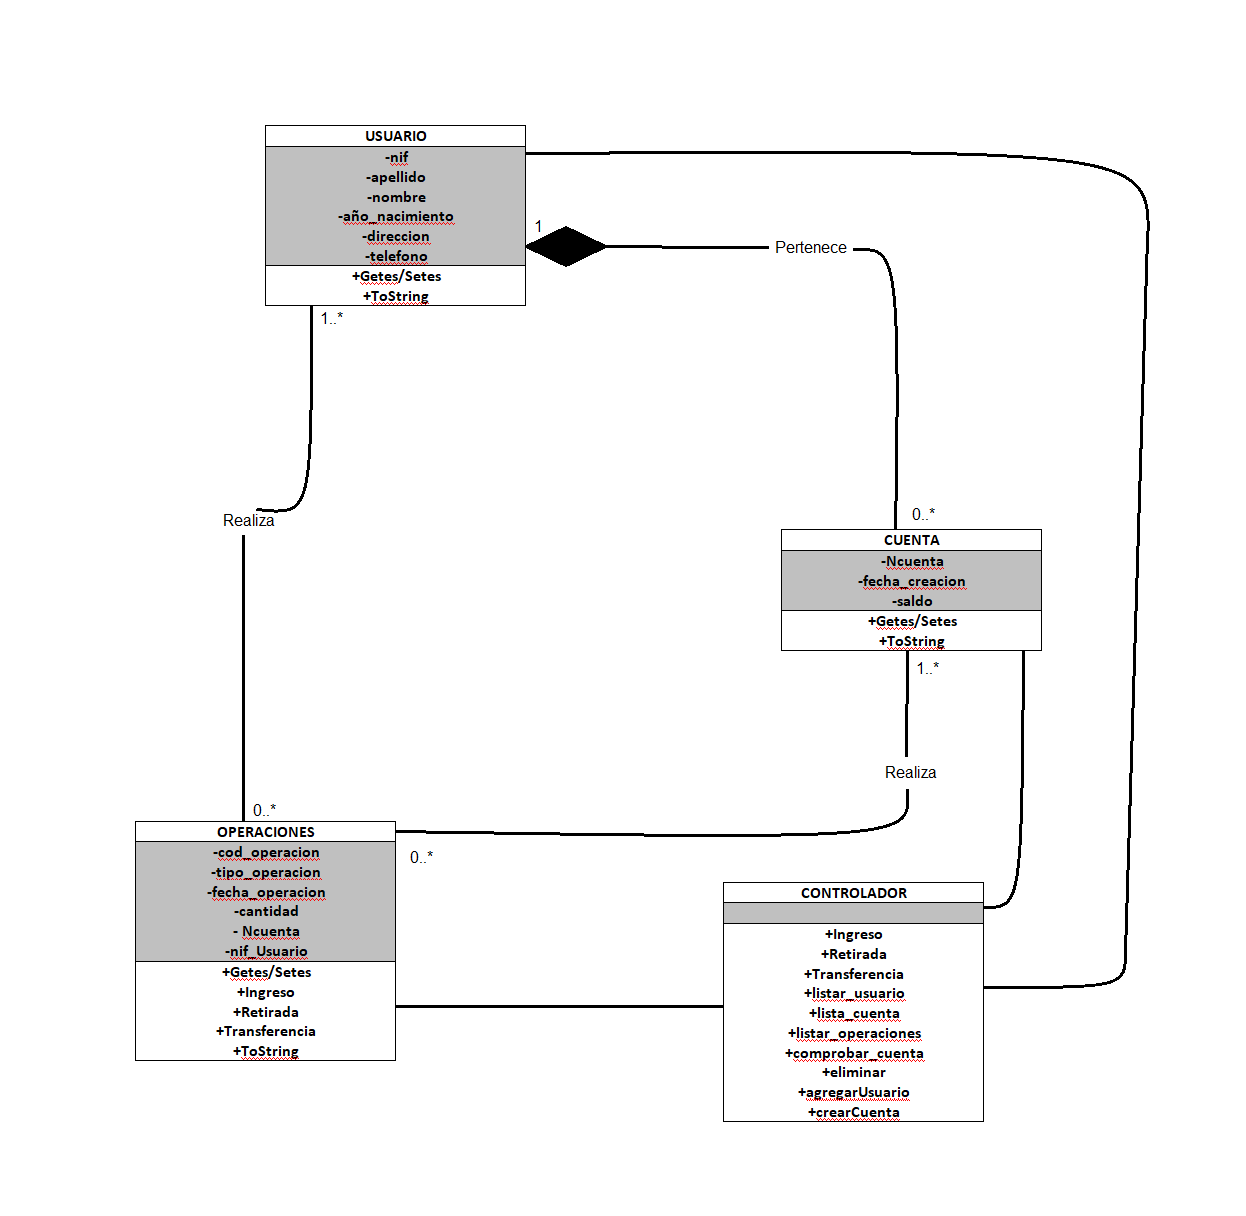 USUARIO
-nif
-apellido
-nombre
-año_nacimiento
-direccion
-telefono
+Getes/Setes
+ToString
1
Pertenece
1..*
Realiza
0..*
CUENTA
-Ncuenta
-fecha_creacion
-saldo
+Getes/Setes
+ToString
1..*
Realiza
0..*
OPERACIONES
-cod_operacion
-tipo_operacion
-fecha_operacion
-cantidad
- Ncuenta
-nif_Usuario
+Getes/Setes
+Ingreso
+Retirada
+Transferencia
+ToString
0..*
CONTROLADOR
+Ingreso
+Retirada
+Transferencia
+listar_usuario
+lista_cuenta
+listar_operaciones
+comprobar_cuenta
+eliminar
+agregarUsuario
+crearCuenta